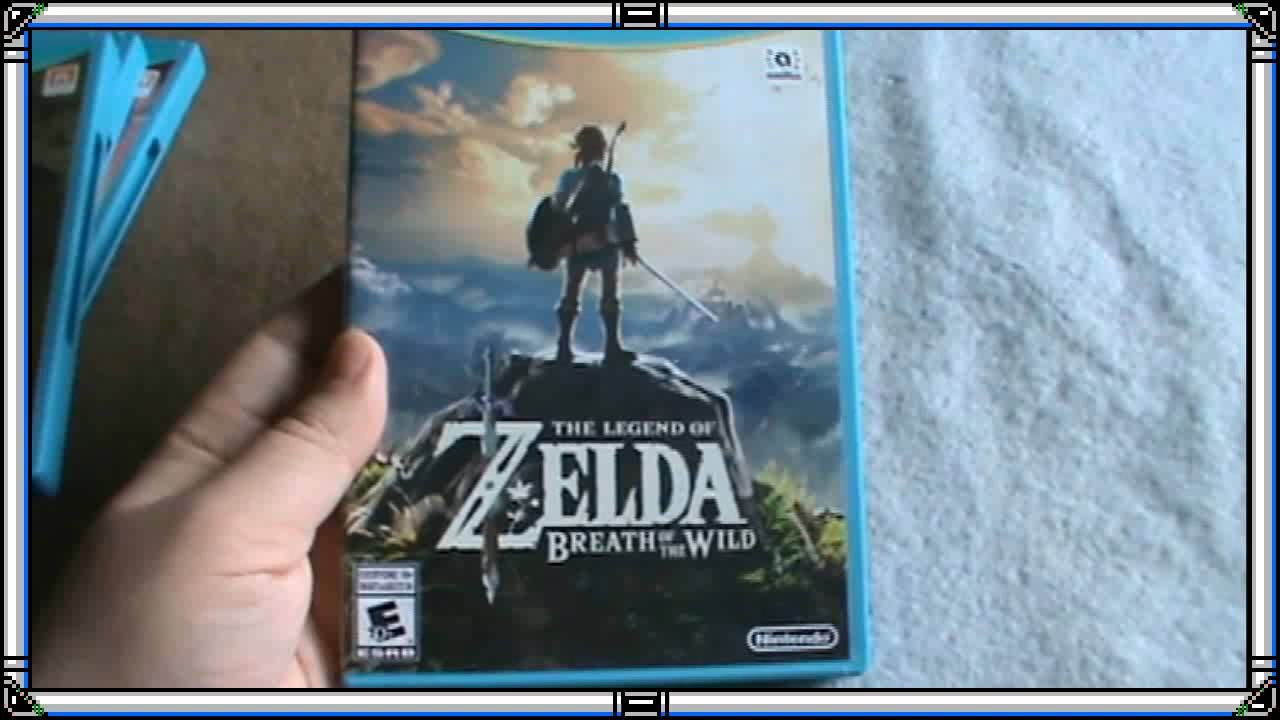 THE LEGEND OF
ZELDA
BREATH OF THE WILD
E
ESRB
Nintendo